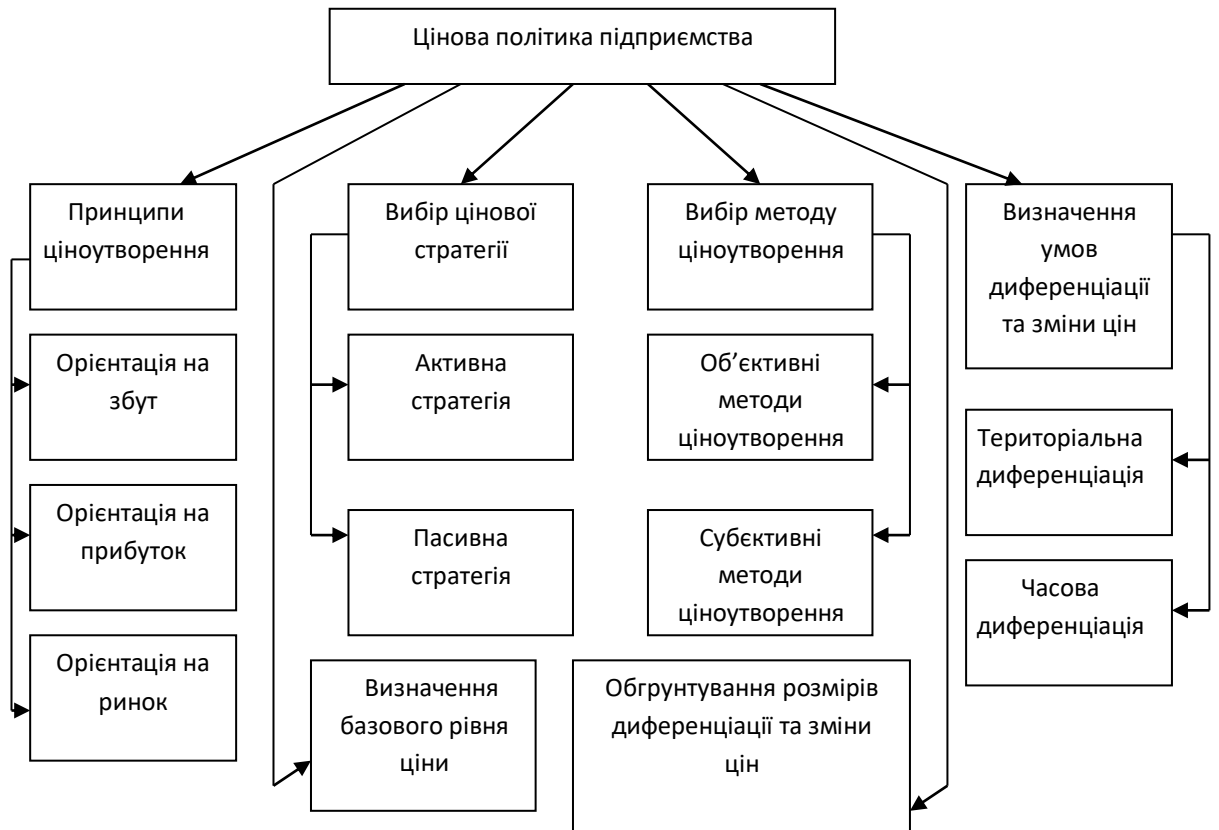 Цінова політика підприємства
Принципи
ціноутворення
Вибір цінової
стратегії
Вибір методу
ціноутворення
Визначення
умов
диференціації
та зміни цін
Орієнтація на
збут
Активна
стратегія
Об’єктивні
методи
ціноутворення
Територіальна
диференціація
Орієнтація на
прибуток
Пасивна
стратегія
Субєктивні
методи
ціноутворення
Часова
диференціація
Орієнтація на
ринок
Визначення
базового рівня
ціни
Обгрунтування розмірів
диференціації та зміни
цін